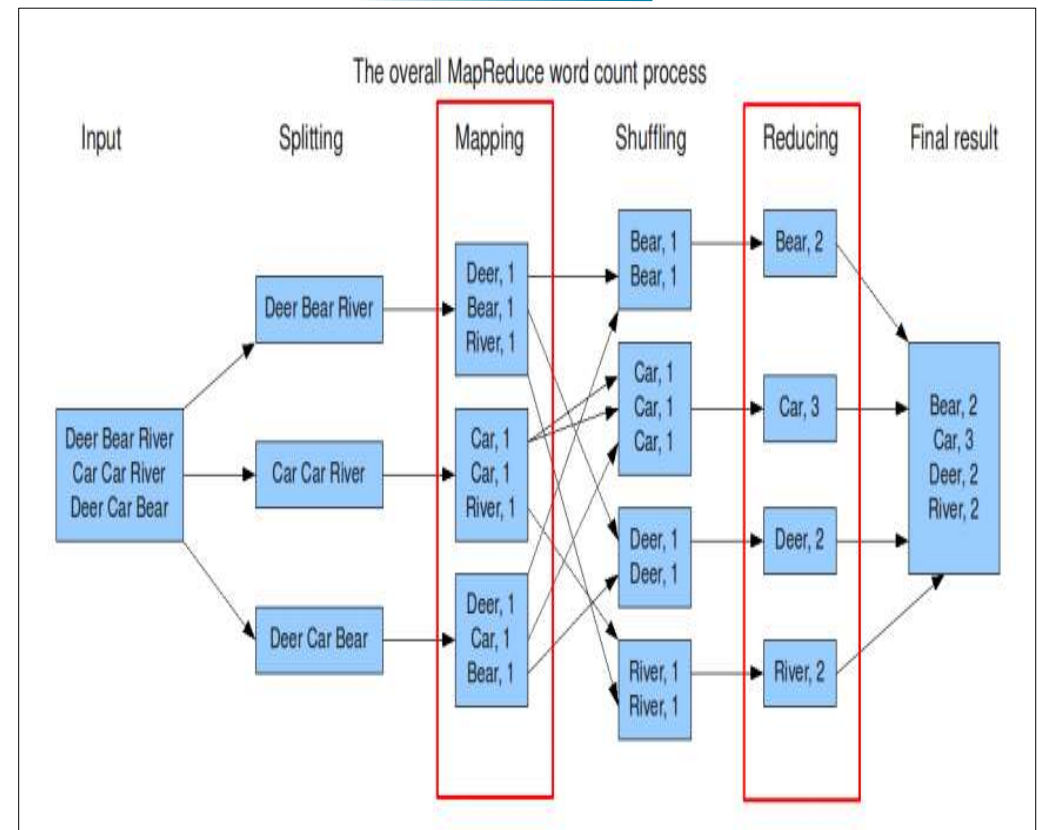 The overall MapReduce word count process
Input
Splitting
Mapping
Shuffling
Reducing
Final result
Deer Bear River
Car Car River
Deer Car Bear
Deer Bear River
Car Car River
Deer Car Bear
Deer, 1
Bear, 1
River, 1
Car, 1
Car, 1
River, 1
Deer, 1
Car, 1
Bear, 1
Bear, 1
Bear, 1
Car, 1
Car, 1
Car, 1
Deer, 1
Deer, 1
River, 1
River, 1
Bear, 2
Car, 3
Deer, 2
River, 2
Bear, 2
Car, 3
Deer, 2
River, 2